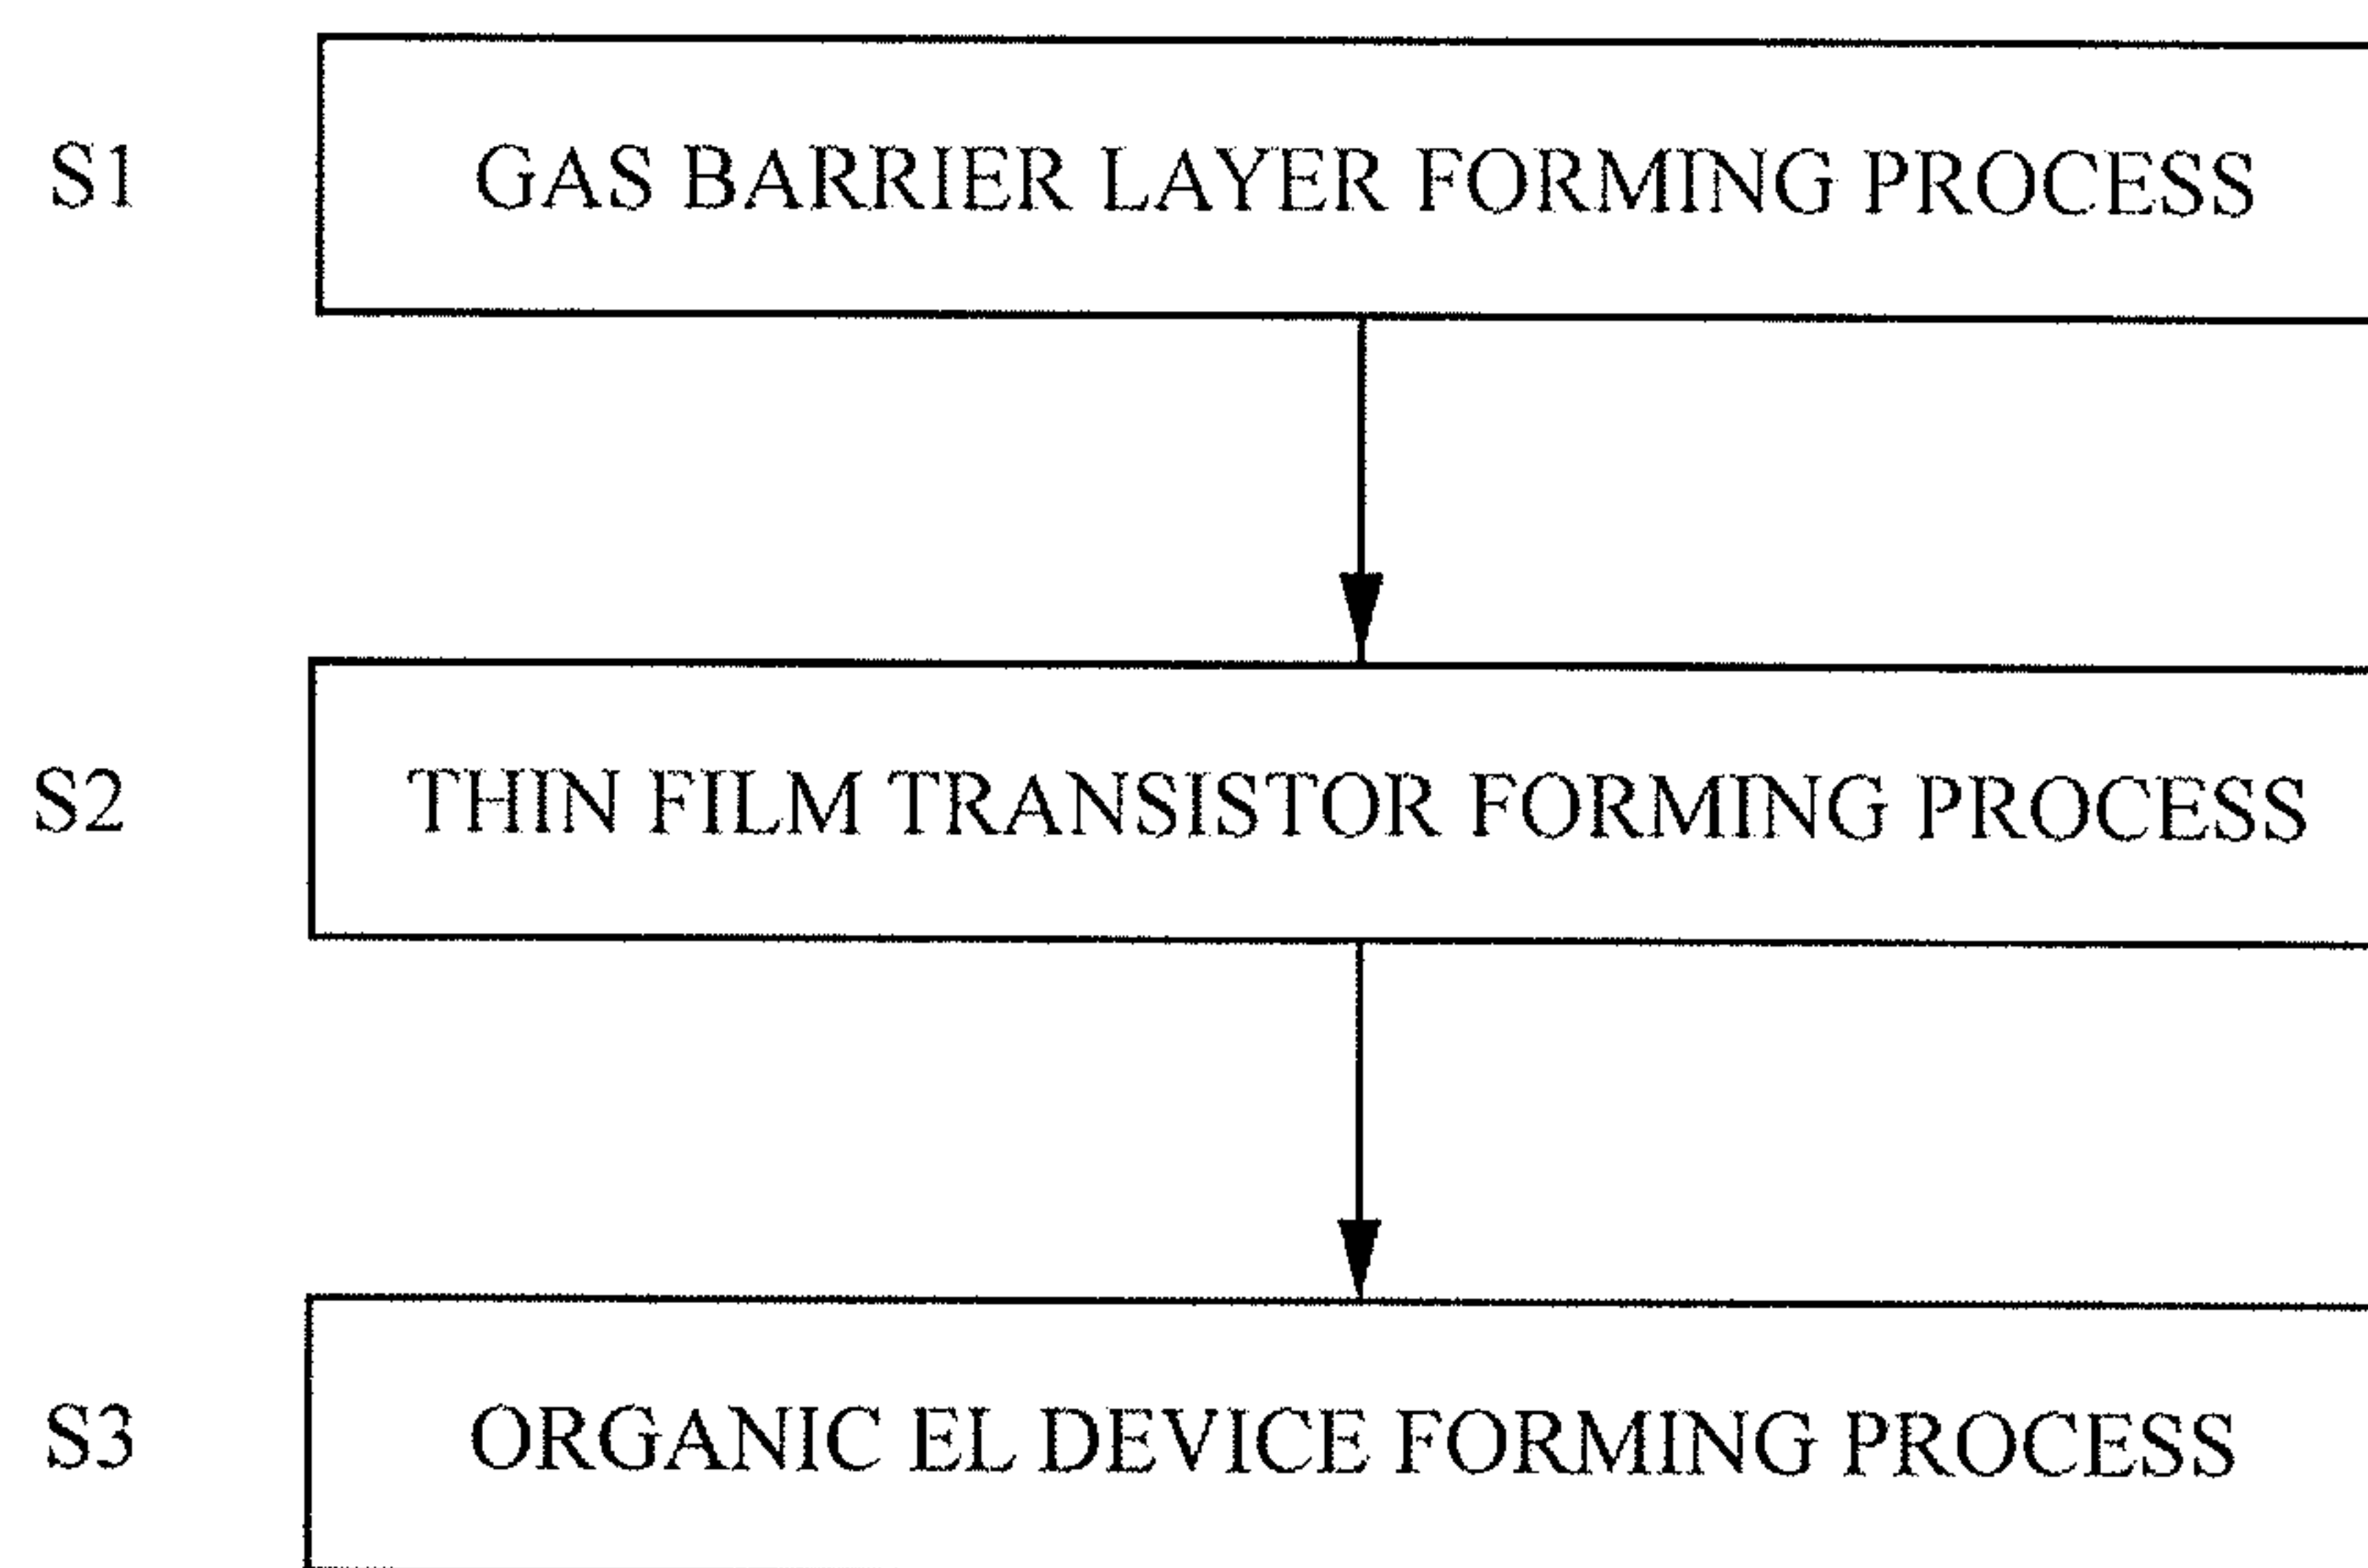 S1 GAS BARRIER LAYER FORMING PROCESS
S2 THIN FILM TRANSISTOR FORMING PROCESS
S3 ORGANIC EL DEVICE FORMING PROCESS